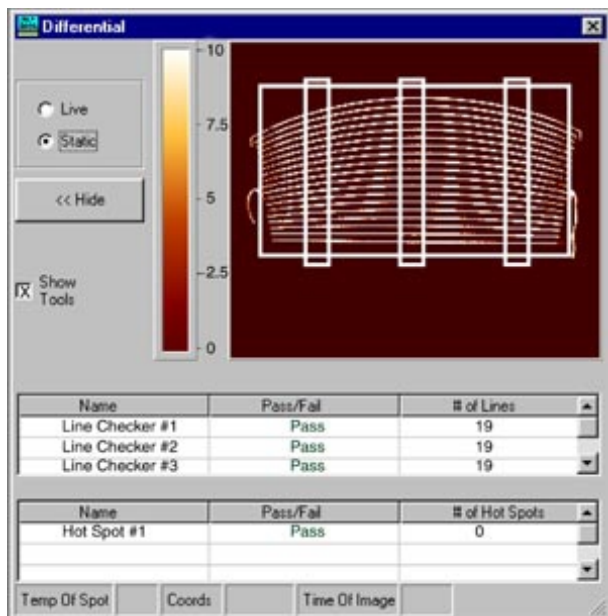 Differential
Live
Static
<< Hide
Show
Tools
10
7.5
5
2.5
0
Name Pass/Fail # of Lines
Line Checker #1 Pass 19
Line Checker #2 Pass 19
Line Checker #3 Pass 19
Name Pass/Fail # of Hot Spots
Hot Spot #1 Pass 0
Temp Of Spot Coords Time Of Image